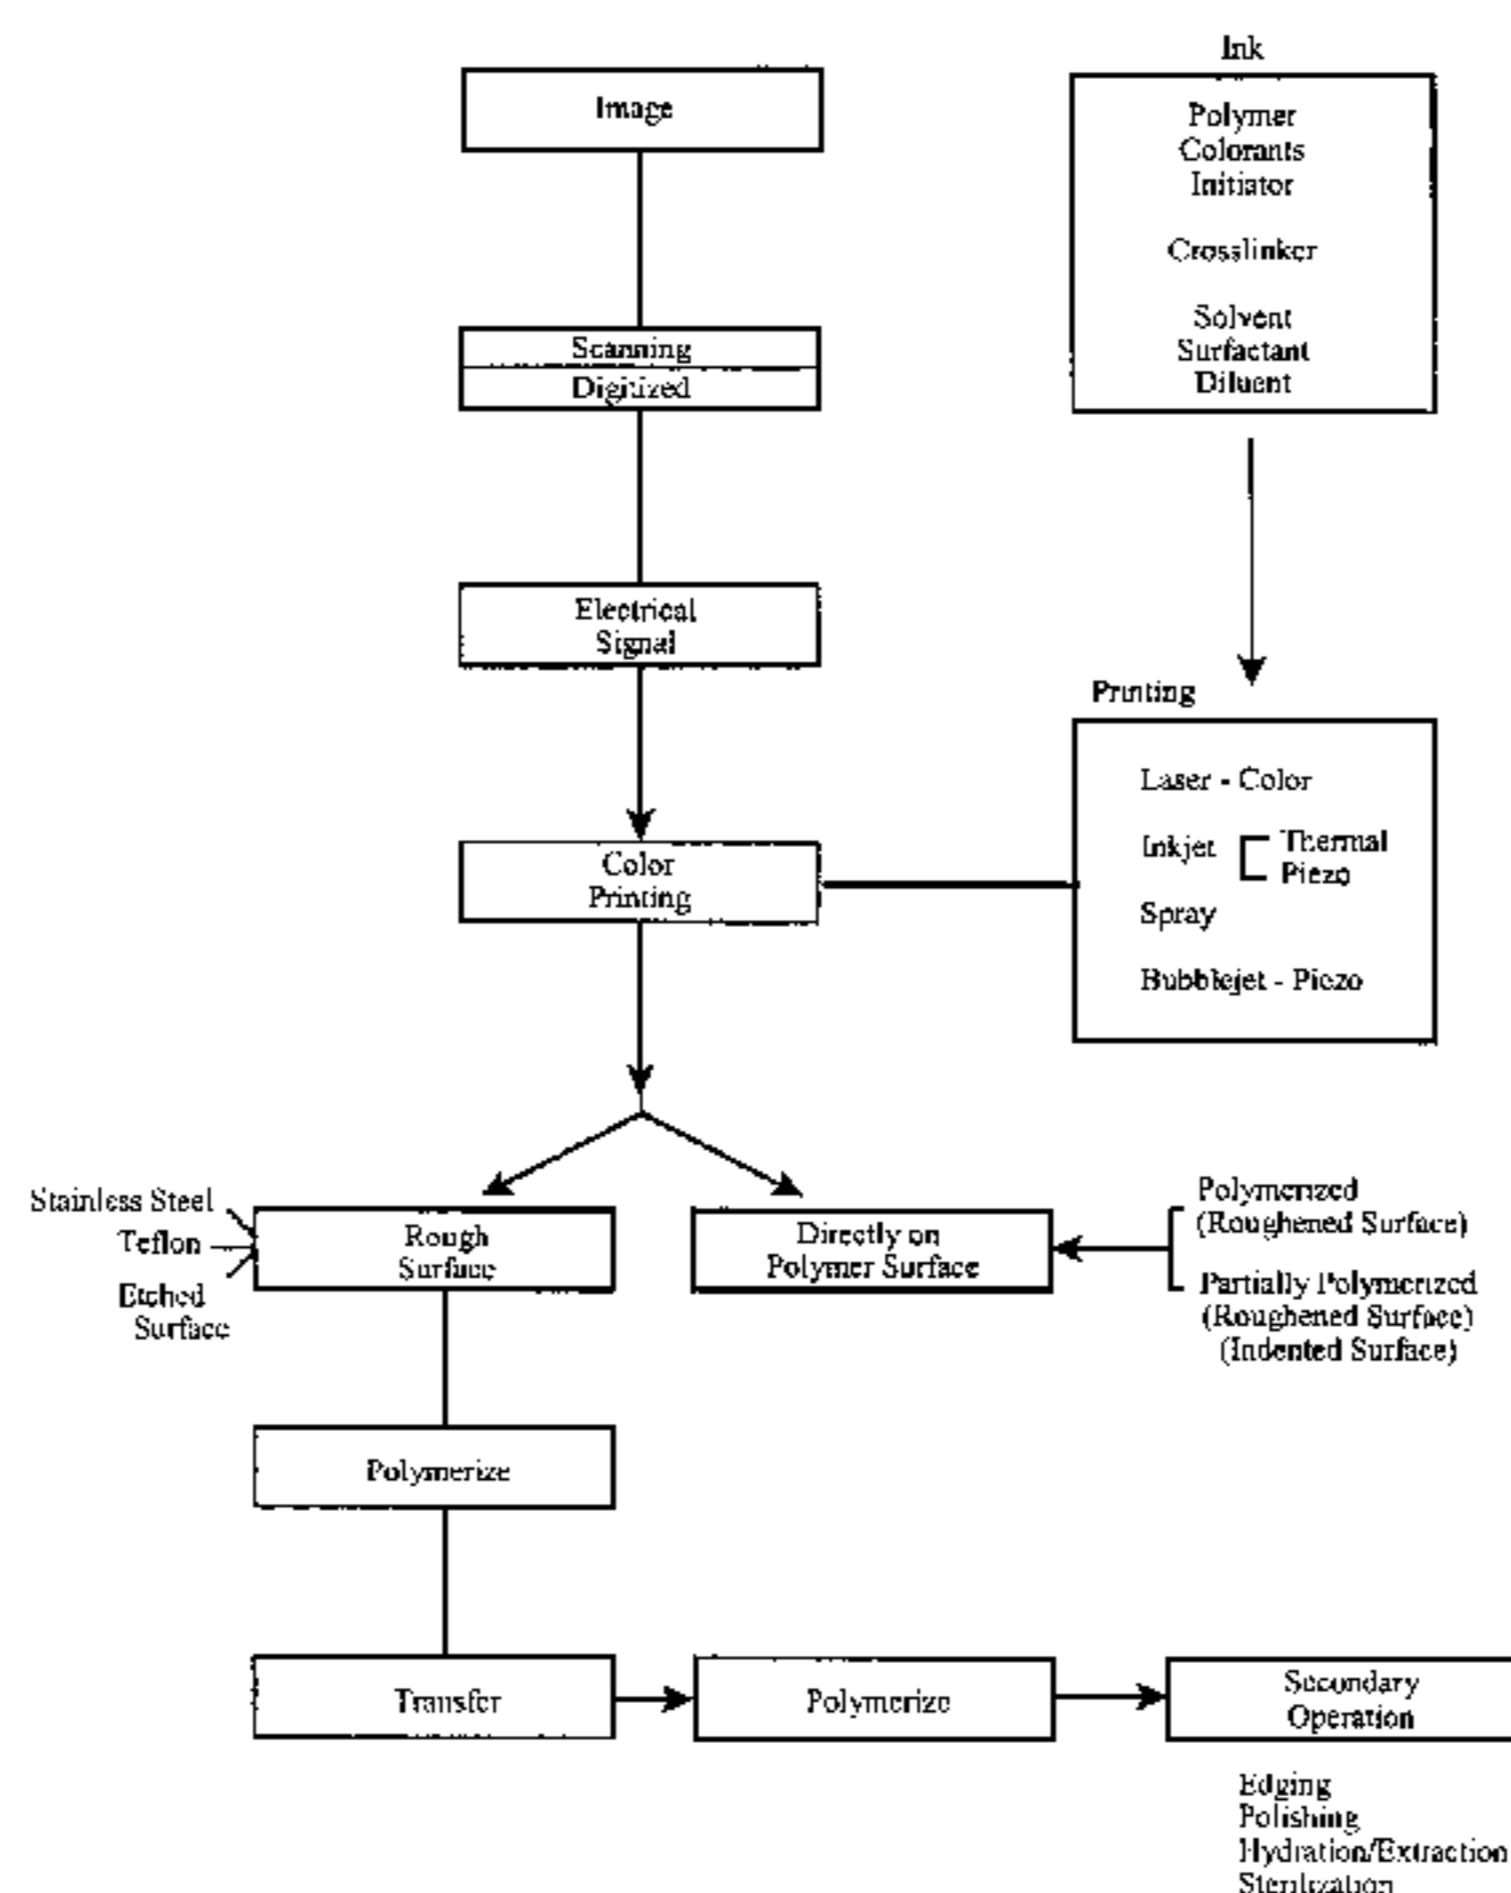 Ink
Image
Polymer
Colorants
Initiator
Crosslinker
Solvent
Surfactant
Diluent
Scanning
Digitized
Electrical
Signal
Printing
Laser - Color
Inkjet
Thermal
Piezo
Spray
Bubblejet - Piezo
Color
Printing
Stainless Steel
Teflon
Etched
Surface
Rough
Surface
Directly on
Polymer Surface
Polymerized
(Roughened Surface)
Partially Polymerized
(Roughened Surface)
(Indented Surface)
Polymerize
Transfer
Polymerize
Secondary
Operation
Edging
Polishing
Hydration/Extraction
Sterilization